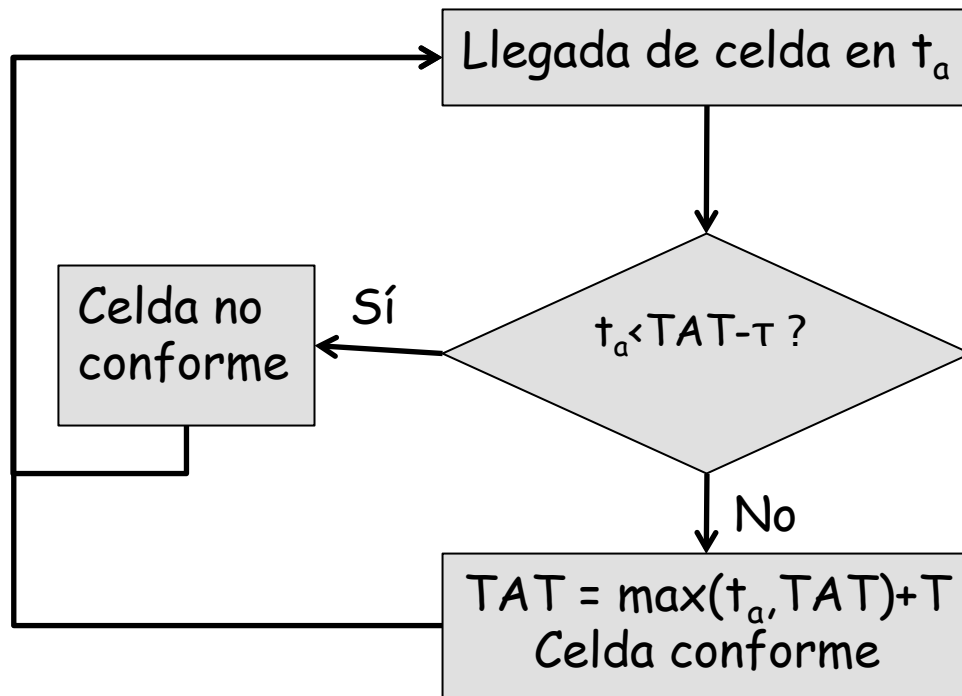 Llegada de celda en tₐ
Celda no
conforme
Sí
tₐ<TAT-τ ?
No
TAT = max(tₐ,TAT)+T
Celda conforme